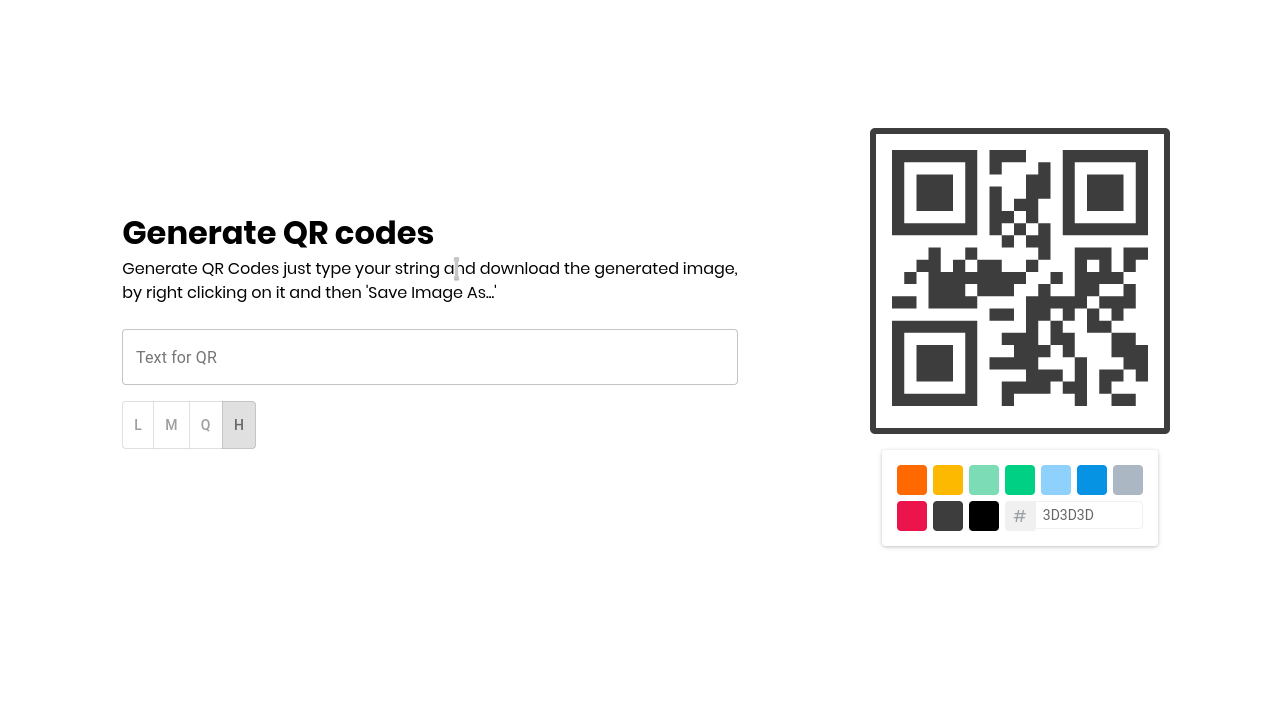 Generate QR codes
Generate QR Codes just type your string and download the generated image,
by right clicking on it and then 'Save Image As...'
Text for QR
L M Q H
# 3D3D3D